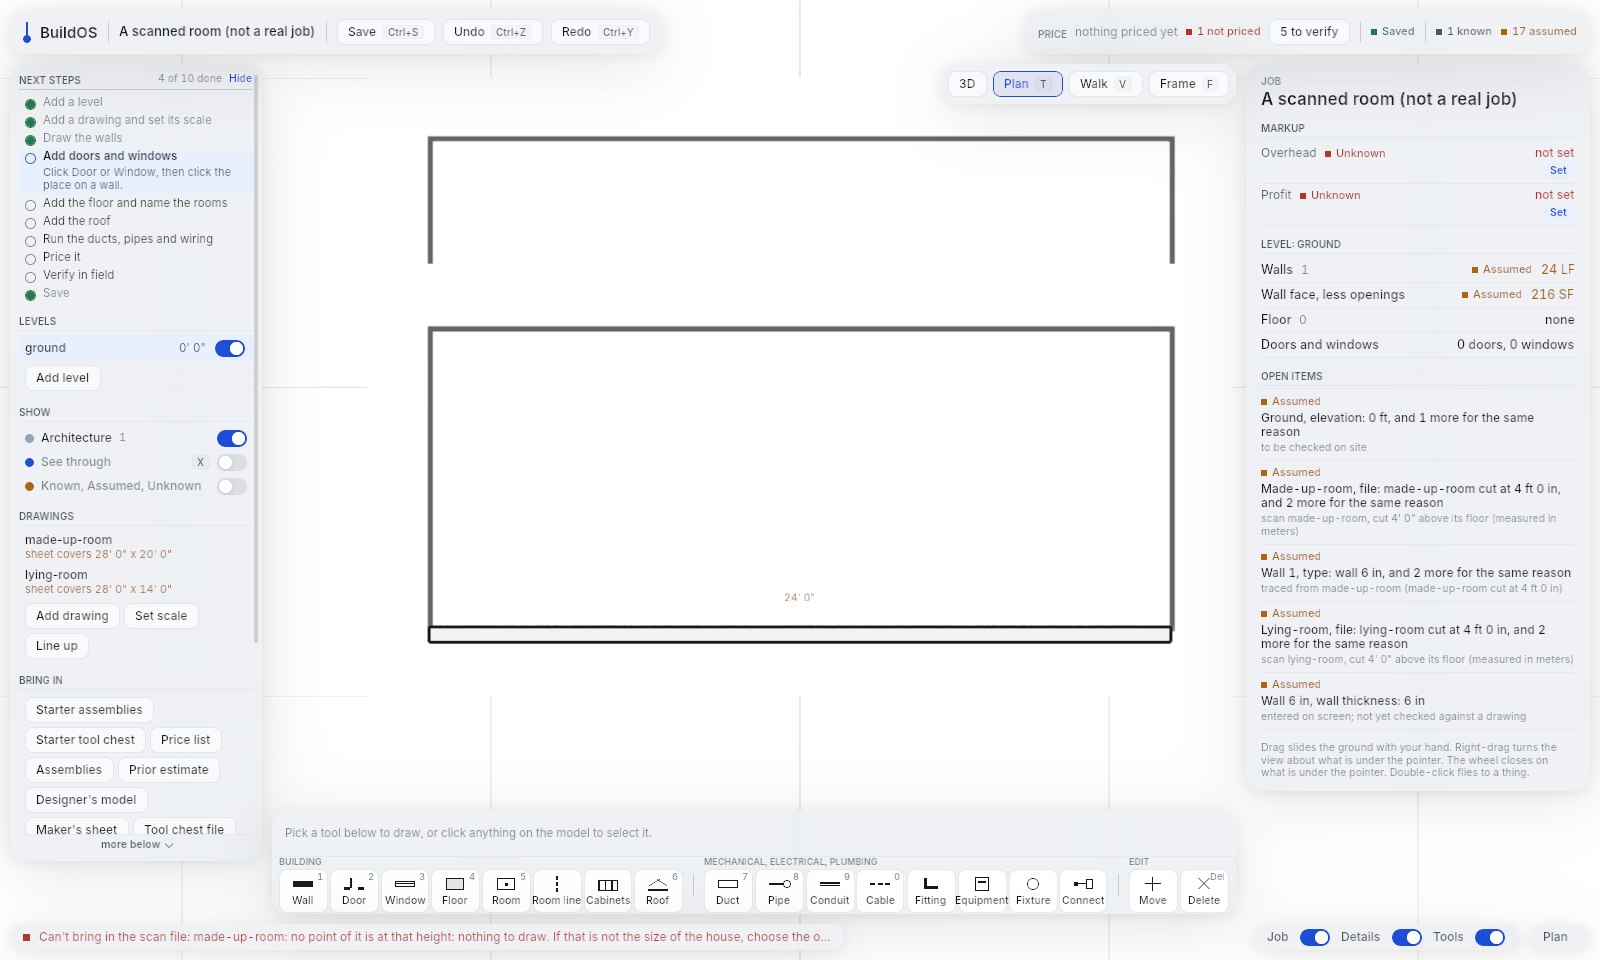 BuildOS
A scanned room (not a real job)
Save Ctrl+S
Undo Ctrl+Z
Redo Ctrl+Y
PRICE nothing priced yet 1 not priced 5 to verify Saved 1 known 17 assumed
3D
Plan T
Walk V
Frame F
NEXT STEPS 4 of 10 done Hide
Add a level
Add a drawing and set its scale
Draw the walls
Add doors and windows
Click Door or Window, then click the
place on a wall.
Add the floor and name the rooms
Add the roof
Run the ducts, pipes and wiring
Price it
Verify in field
Save
LEVELS
ground 0' 0"
Add level
SHOW
Architecture 1
See through X
Known, Assumed, Unknown
DRAWINGS
made-up-room
sheet covers 28' 0" x 20' 0"
lying-room
sheet covers 28' 0" x 14' 0"
Add drawing Set scale
Line up
BRING IN
Starter assemblies
Starter tool chest Price list
Assemblies Prior estimate
Designer's model
Maker's sheet Tool chest file
more below
24' 0"
JOB
A scanned room (not a real job)
MARKUP
Overhead Unknown not set
Set
Profit Unknown not set
Set
LEVEL: GROUND
Walls 1 Assumed 24 LF
Wall face, less openings Assumed 216 SF
Floor 0 none
Doors and windows 0 doors, 0 windows
OPEN ITEMS
Assumed
Ground, elevation: 0 ft, and 1 more for the same
reason
to be checked on site
Assumed
Made-up-room, file: made-up-room cut at 4 ft 0 in,
and 2 more for the same reason
scan made-up-room, cut 4' 0" above its floor (measured in
meters)
Assumed
Wall 1, type: wall 6 in, and 2 more for the same reason
traced from made-up-room (made-up-room cut at 4 ft 0 in)
Assumed
Lying-room, file: lying-room cut at 4 ft 0 in, and 2
more for the same reason
scan lying-room, cut 4' 0" above its floor (measured in meters)
Assumed
Wall 6 in, wall thickness: 6 in
entered on screen; not yet checked against a drawing
Drag slides the ground with your hand. Right-drag turns the
view about what is under the pointer. The wheel closes on
what is under the pointer. Double-click flies to a thing.
Pick a tool below to draw, or click anything on the model to select it.
BUILDING MECHANICAL, ELECTRICAL, PLUMBING EDIT
1 2 3 4 5 6 7 8 9 0 Del
Wall Door Window Floor Room Room line Cabinets Roof Duct Pipe Conduit Cable Fitting Equipment Fixture Connect Move Delete
Can't bring in the scan file: made-up-room: no point of it is at that height: nothing to draw. If that is not the size of the house, choose the o...
Job Details Tools Plan